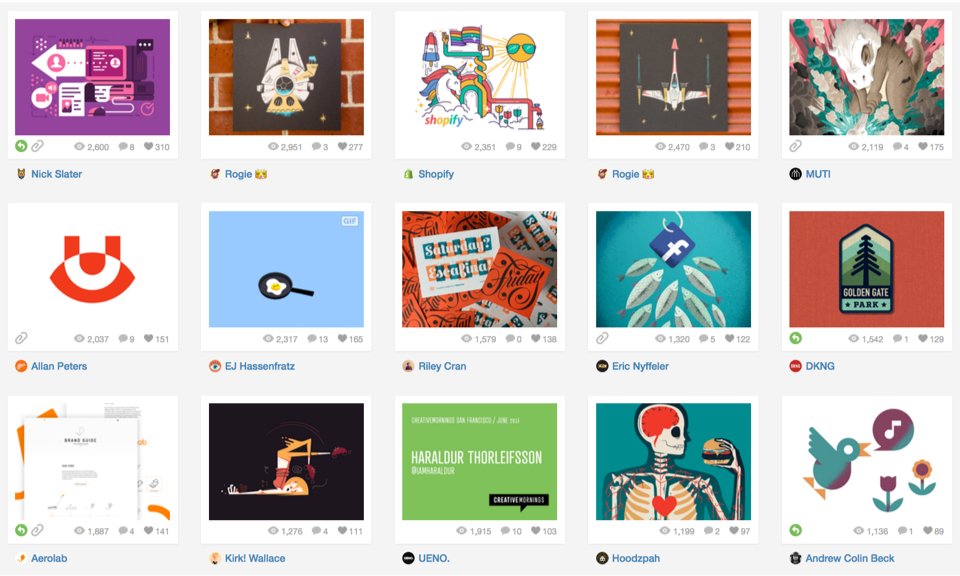 2,600 8 310
Nick Slater
2,951 3 277
Rogie
shopify
2,351 9 229
Shopify
2,470 3 210
Rogie
2,119 4 175
MUTI
2,037 9 151
Allan Peters
GIF
2,317 13 165
EJ Hassenfratz
Saturday?
Escafina!
Friday
1,579 0 138
Riley Cran
f
1,320 5 122
Eric Nyffeler
GOLDEN GATE
PARK
1,542 1 129
DKNG
BRAND GUIDE
1,887 4 141
Aerolab
1,276 4 111
Kirk! Wallace
CREATIVEMORNINGS SAN FRANCISCO / JUNE 2017
HARALDUR THORLEIFSSON
@IAMHARALDUR
CREATIVEMORNINGS
1,915 10 103
UENO.
1,199 2 97
Hoodzpah
1,136 1 89
Andrew Colin Beck